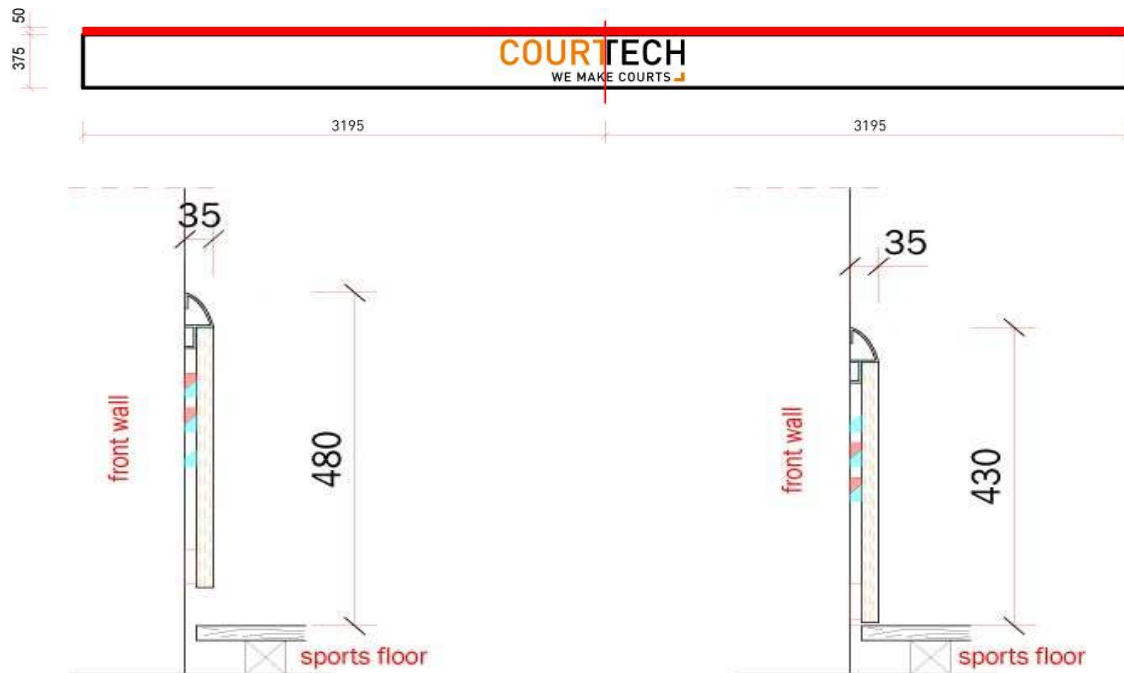 50
375
COURTTECH
WE MAKE COURTS
3195
3195
35
35
front wall
480
front wall
430
sports floor
sports floor